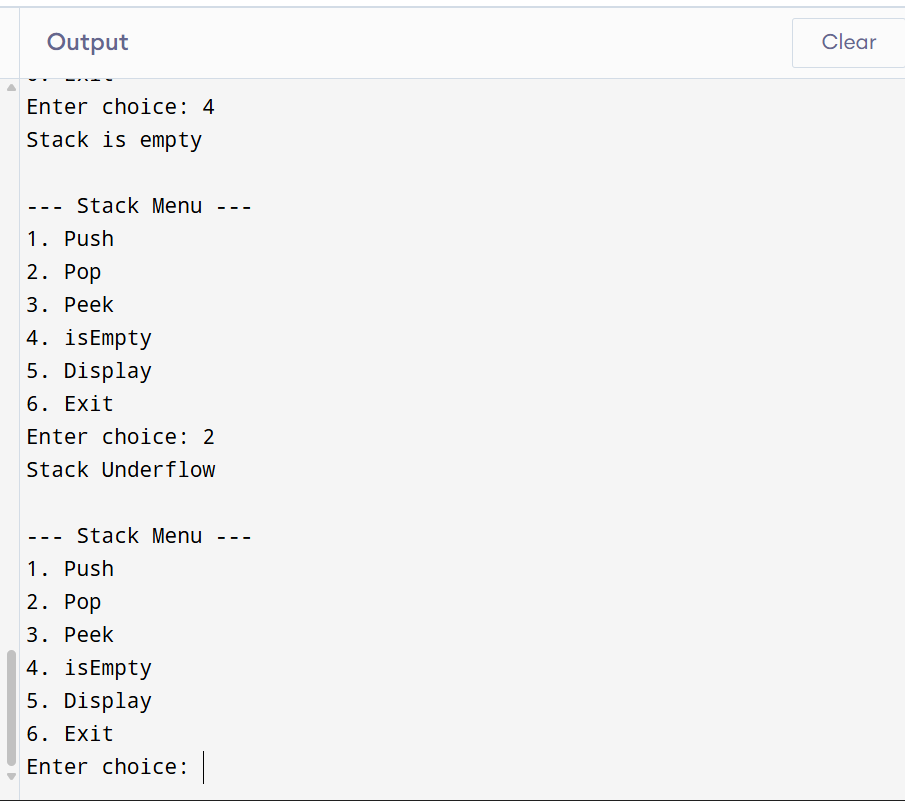 Output
Clear
6. Exit
Enter choice: 4
Stack is empty
--- Stack Menu ---
1. Push
2. Pop
3. Peek
4. isEmpty
5. Display
6. Exit
Enter choice: 2
Stack Underflow
--- Stack Menu ---
1. Push
2. Pop
3. Peek
4. isEmpty
5. Display
6. Exit
Enter choice: